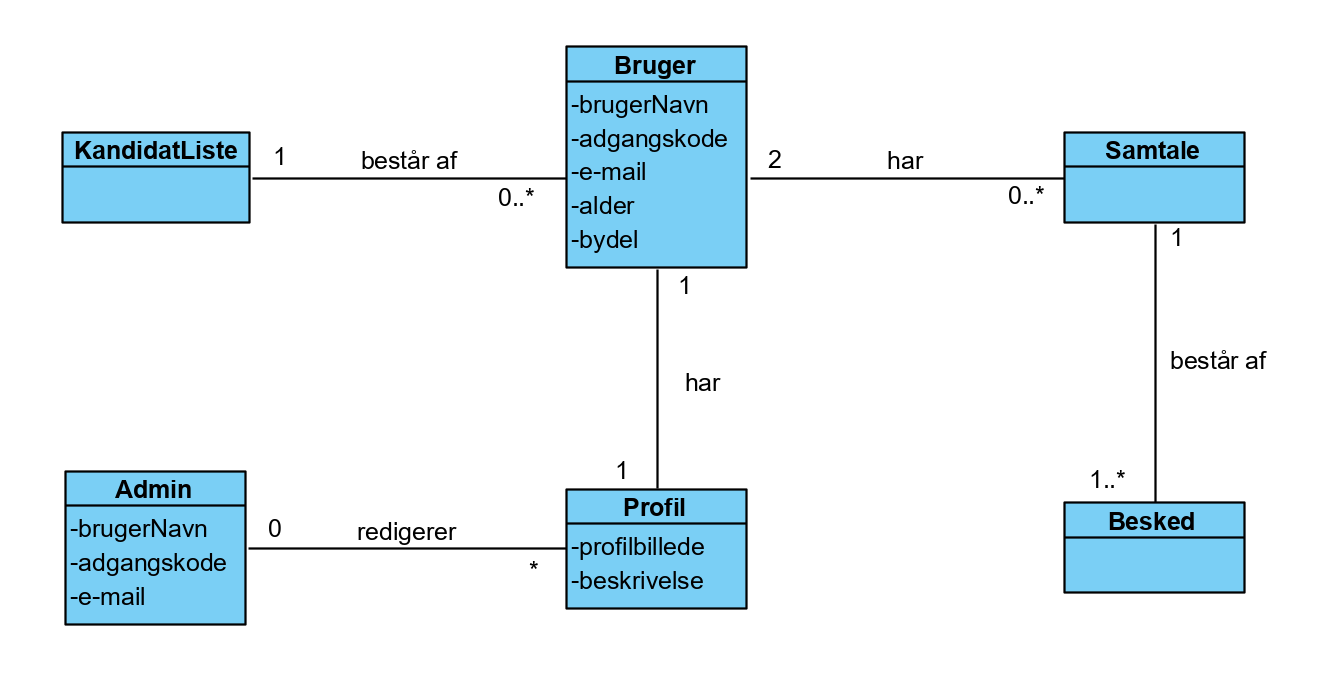 Bruger
-brugerNavn
-adgangskode
-e-mail
-alder
-bydel
KandidatListe
1
består af
0..*
2
har
0..*
Samtale
1
består af
1..*
Besked
1
har
1
Admin
-brugerNavn
-adgangskode
-e-mail
0
redigerer
*
Profil
-profilbillede
-beskrivelse